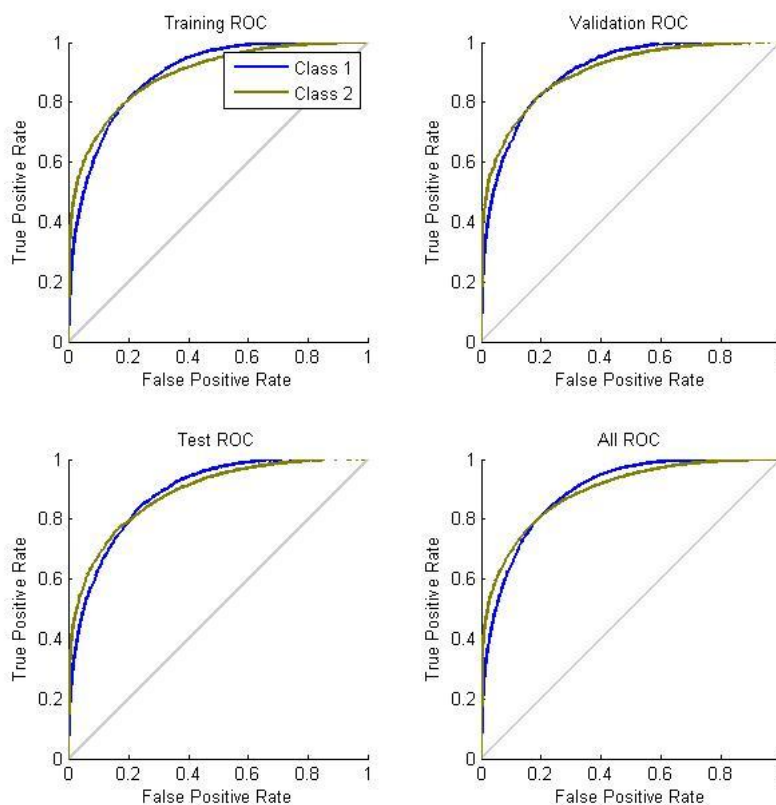 Training ROC
1
0.8
0.6
0.4
0.2
0
True Positive Rate
Class 1
Class 2
0 0.2 0.4 0.6 0.8 1
False Positive Rate
Validation ROC
1
0.8
0.6
0.4
0.2
0
True Positive Rate
0 0.2 0.4 0.6 0.8
False Positive Rate
Test ROC
1
0.8
0.6
0.4
0.2
0
True Positive Rate
0 0.2 0.4 0.6 0.8 1
False Positive Rate
All ROC
1
0.8
0.6
0.4
0.2
0
True Positive Rate
0 0.2 0.4 0.6 0.8
False Positive Rate